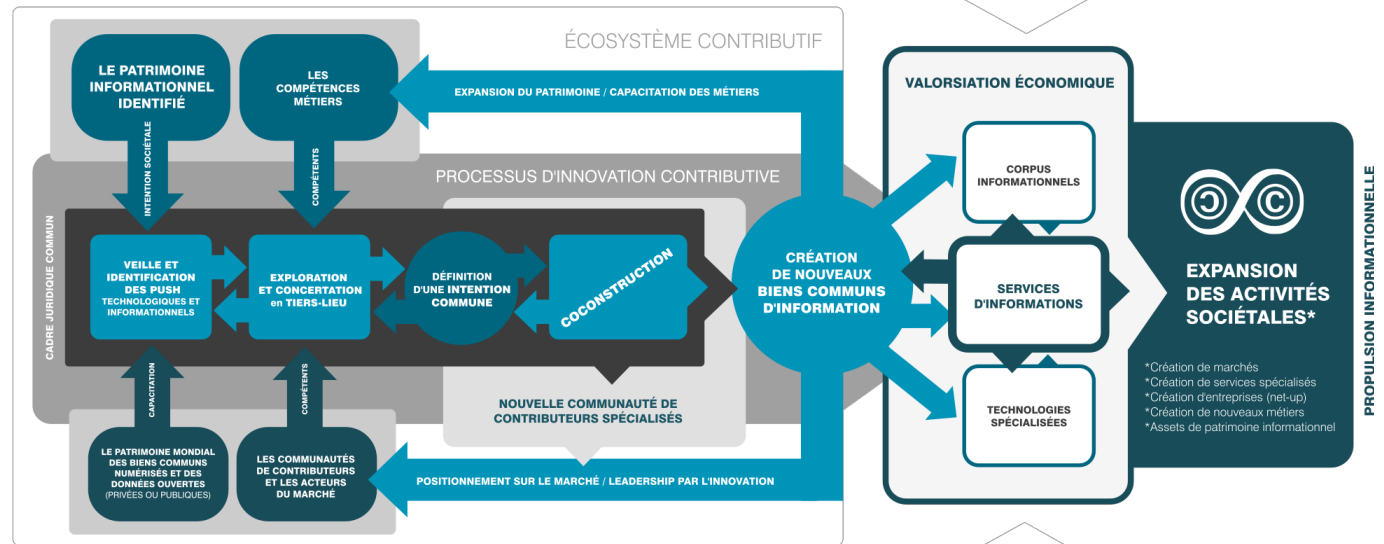 ÉCOSYSTÈME CONTRIBUTIF
LE PATRIMOINE
INFORMATIONNEL
IDENTIFIÉ
LES
COMPÉTENCES
MÉTIERS
EXPANSION DU PATRIMOINE / CAPACITATION DES MÉTIERS
INTENTION SOCIÉTALE
COMPÉTENTS
PROCESSUS D'INNOVATION CONTRIBUTIVE
CADRE JURIDIQUE COMMUN
VEILLE ET
IDENTIFICATION
DES PUSH
TECHNOLOGIQUES ET
INFORMATIONNELS
EXPLORATION
ET CONCERTATION
en TIERS-LIEU
DÉFINITION
D'UNE INTENTION
COMMUNE
COCONSTRUCTION
CRÉATION
DE NOUVEAUX
BIENS COMMUNS
D'INFORMATION
CAPACITATION
COMPÉTENTS
NOUVELLE COMMUNAUTÉ DE
CONTRIBUTEURS SPÉCIALISÉS
LE PATRIMOINE MONDIAL
DES BIENS COMMUNS
NUMÉRISÉS ET DES
DONNÉES OUVERTES
(PRIVÉES OU PUBLIQUES)
LES COMMUNAUTÉS
DE CONTRIBUTEURS
ET LES ACTEURS
DU MARCHÉ
POSITIONNEMENT SUR LE MARCHÉ / LEADERSHIP PAR L'INNOVATION
VALORSIATION ÉCONOMIQUE
CORPUS
INFORMATIONNELS
SERVICES
D'INFORMATIONS
TECHNOLOGIES
SPÉCIALISÉES
EXPANSION
DES ACTIVITÉS
SOCIÉTALES*
*Création de marchés
*Création de services spécialisés
*Création d'entreprises (net-up)
*Création de nouveaux métiers
*Assets de patrimoine informationnel
PROPULSION INFORMATIONNELLE